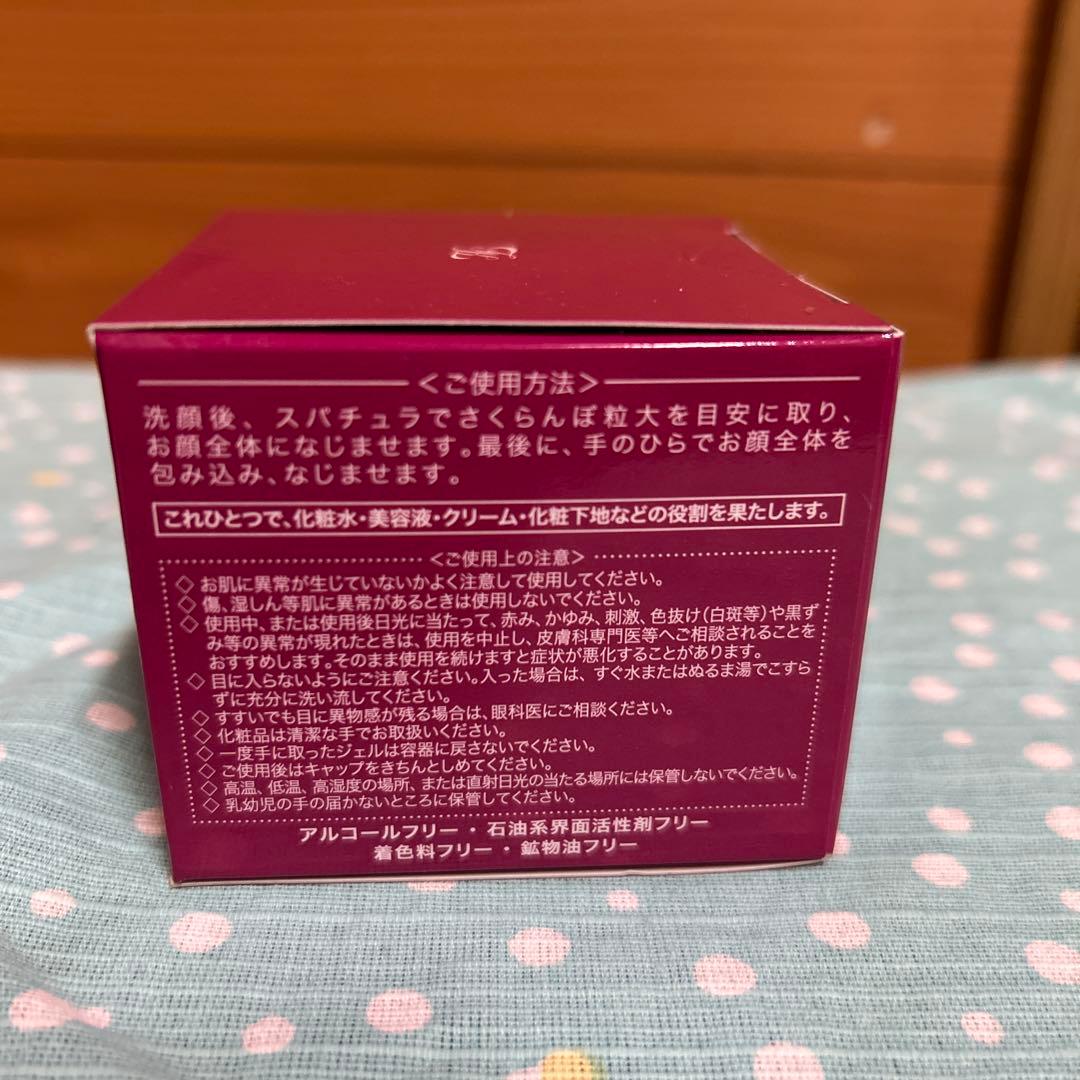 <ご使用方法>
洗顔後、スパチュラでさくらんぼ粒大を目安に取り、
お顔全体になじませます。最後に、手のひらでお顔全体を
包み込み、なじませます。
これひとつで、化粧水・美容液・クリーム・化粧下地などの役割を果たします。
<ご使用上の注意>
◇お肌に異常が生じていないかよく注意して使用してください。
◇傷、湿しん等肌に異常があるときは使用しないでください。
◇使用中、または使用後日光に当たって、赤み、かゆみ、刺激、色抜け(白斑等)や黒ず
み等の異常が現れたときは、使用を中止し、皮膚科専門医等へご相談されることを
おすすめします。そのまま使用を続けますと症状が悪化することがあります。
◇目に入らないようにご注意ください。入った場合は、すぐ水またはぬるま湯でこすら
ずに充分に洗い流してください。
◇すすいでも目に異物感が残る場合は、眼科医にご相談ください。
◇化粧品は清潔な手でお取扱いください。
◇一度手に取ったジェルは容器に戻さないでください。
◇ご使用後はキャップをきちんとしめてください。
◇高温、低温、高湿度の場所、または直射日光の当たる場所には保管しないでください。
◇乳幼児の手の届かないところに保管してください。
アルコールフリー・石油系界面活性剤フリー
着色料フリー・鉱物油フリー